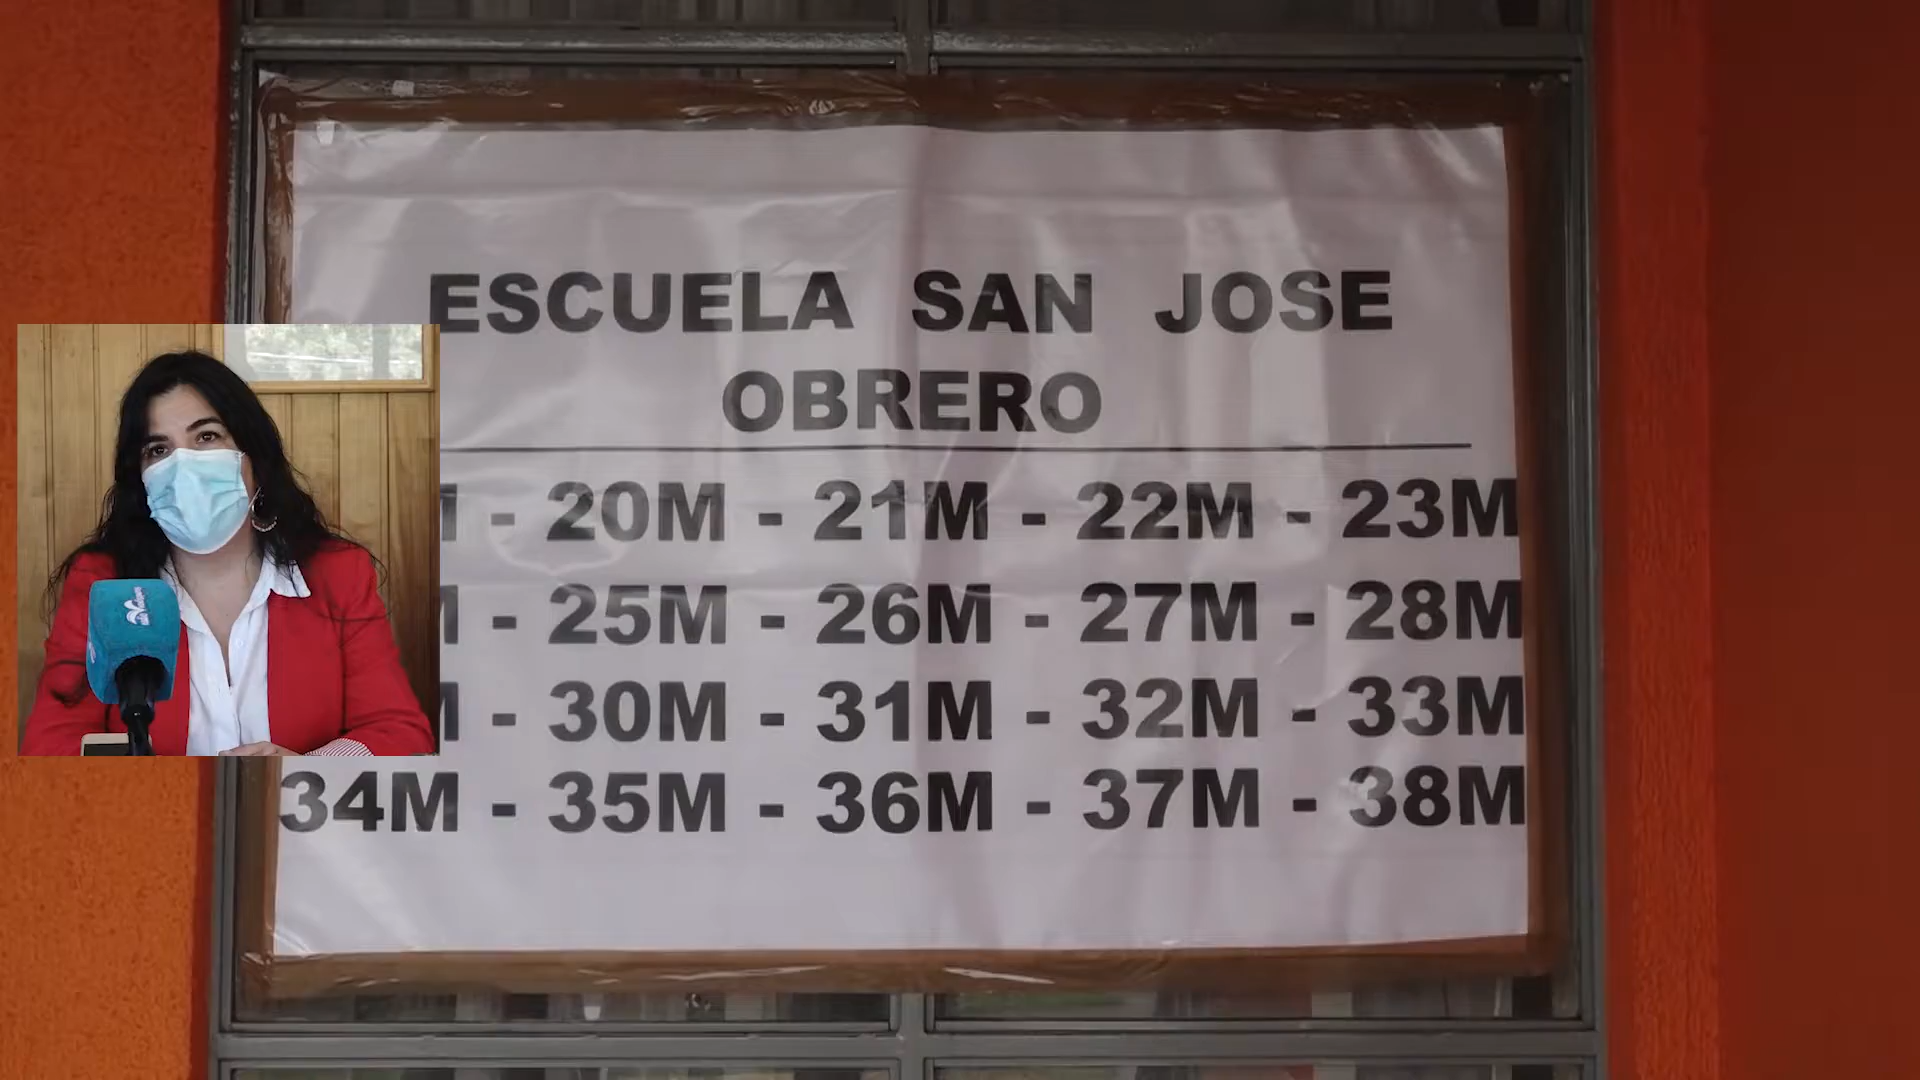 ESCUELA SAN JOSE
OBRERO
- 20M - 21M - 22M - 23M
- 25M - 26M - 27M - 28M
- 30M - 31M - 32M - 33M
34M - 35M - 36M - 37M - 38M